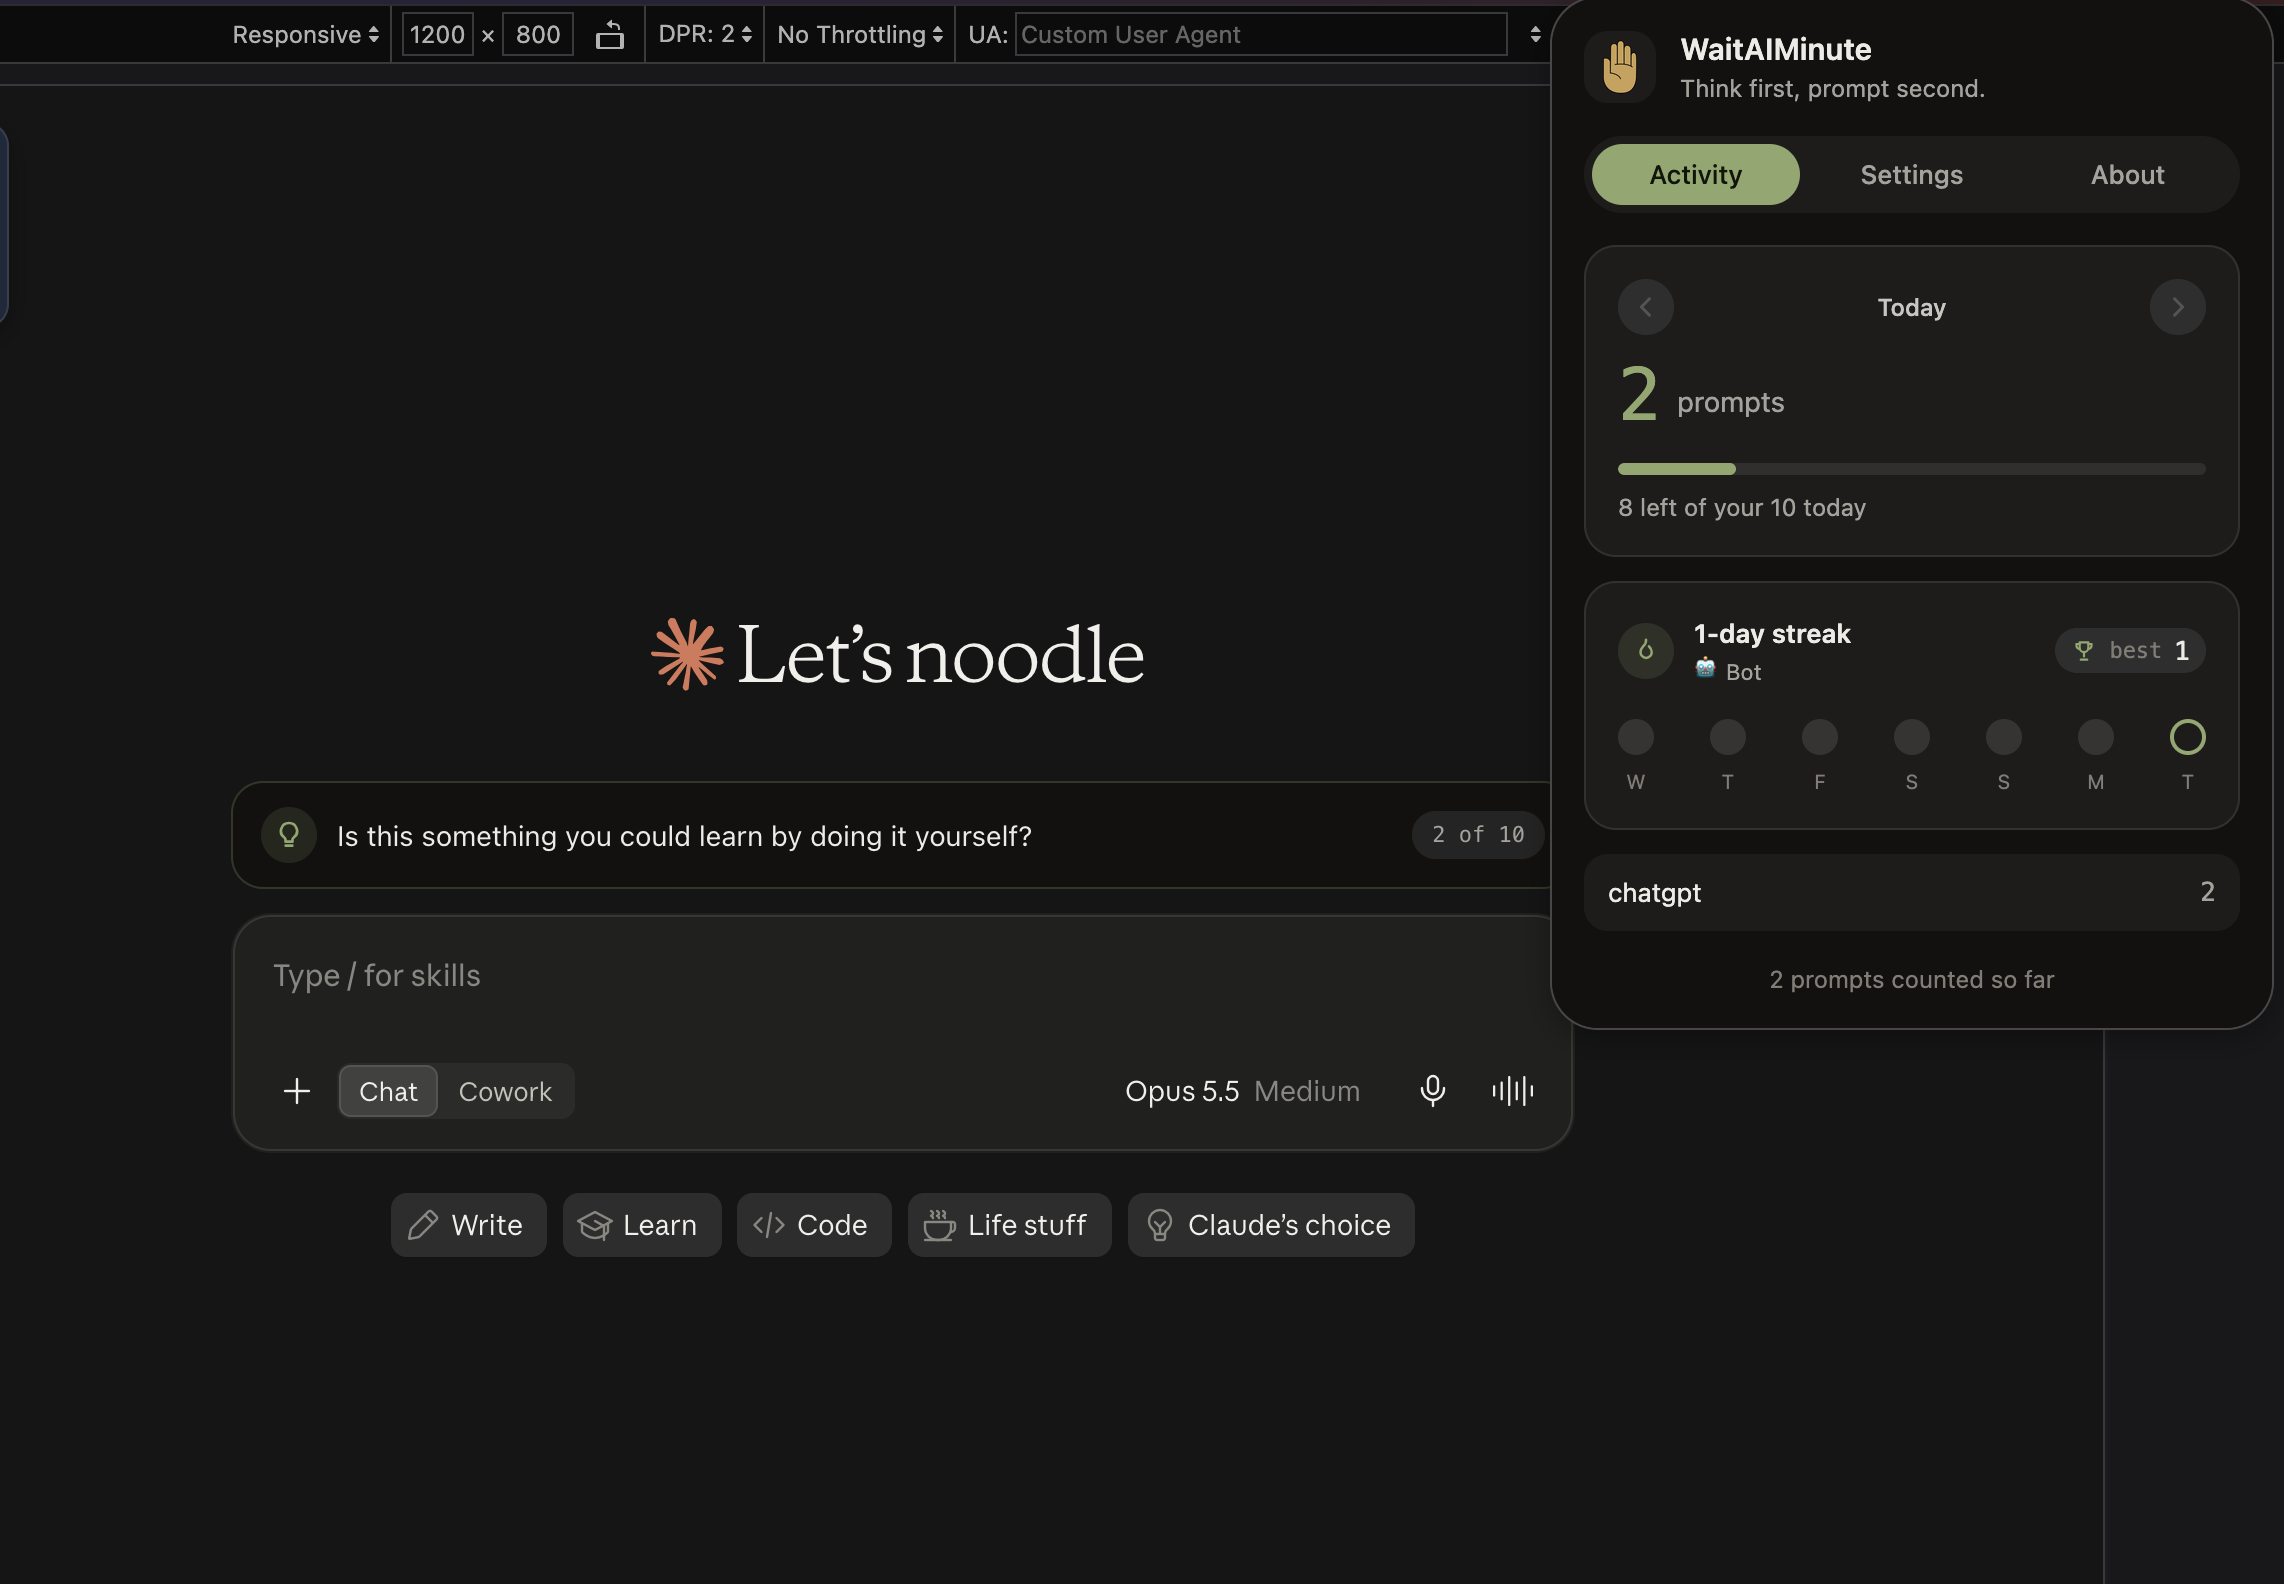 Responsive 1200 × 800 DPR: 2 No Throttling UA: Custom User Agent
WaitAIMinute
Think first, prompt second.
Activity Settings About
Today
2 prompts
8 left of your 10 today
1-day streak
Bot
best 1
W T F S S M T
chatgpt 2
2 prompts counted so far
Let’s noodle
Is this something you could learn by doing it yourself? 2 of 10
Type / for skills
Chat Cowork Opus 5.5 Medium
Write Learn Code Life stuff Claude’s choice